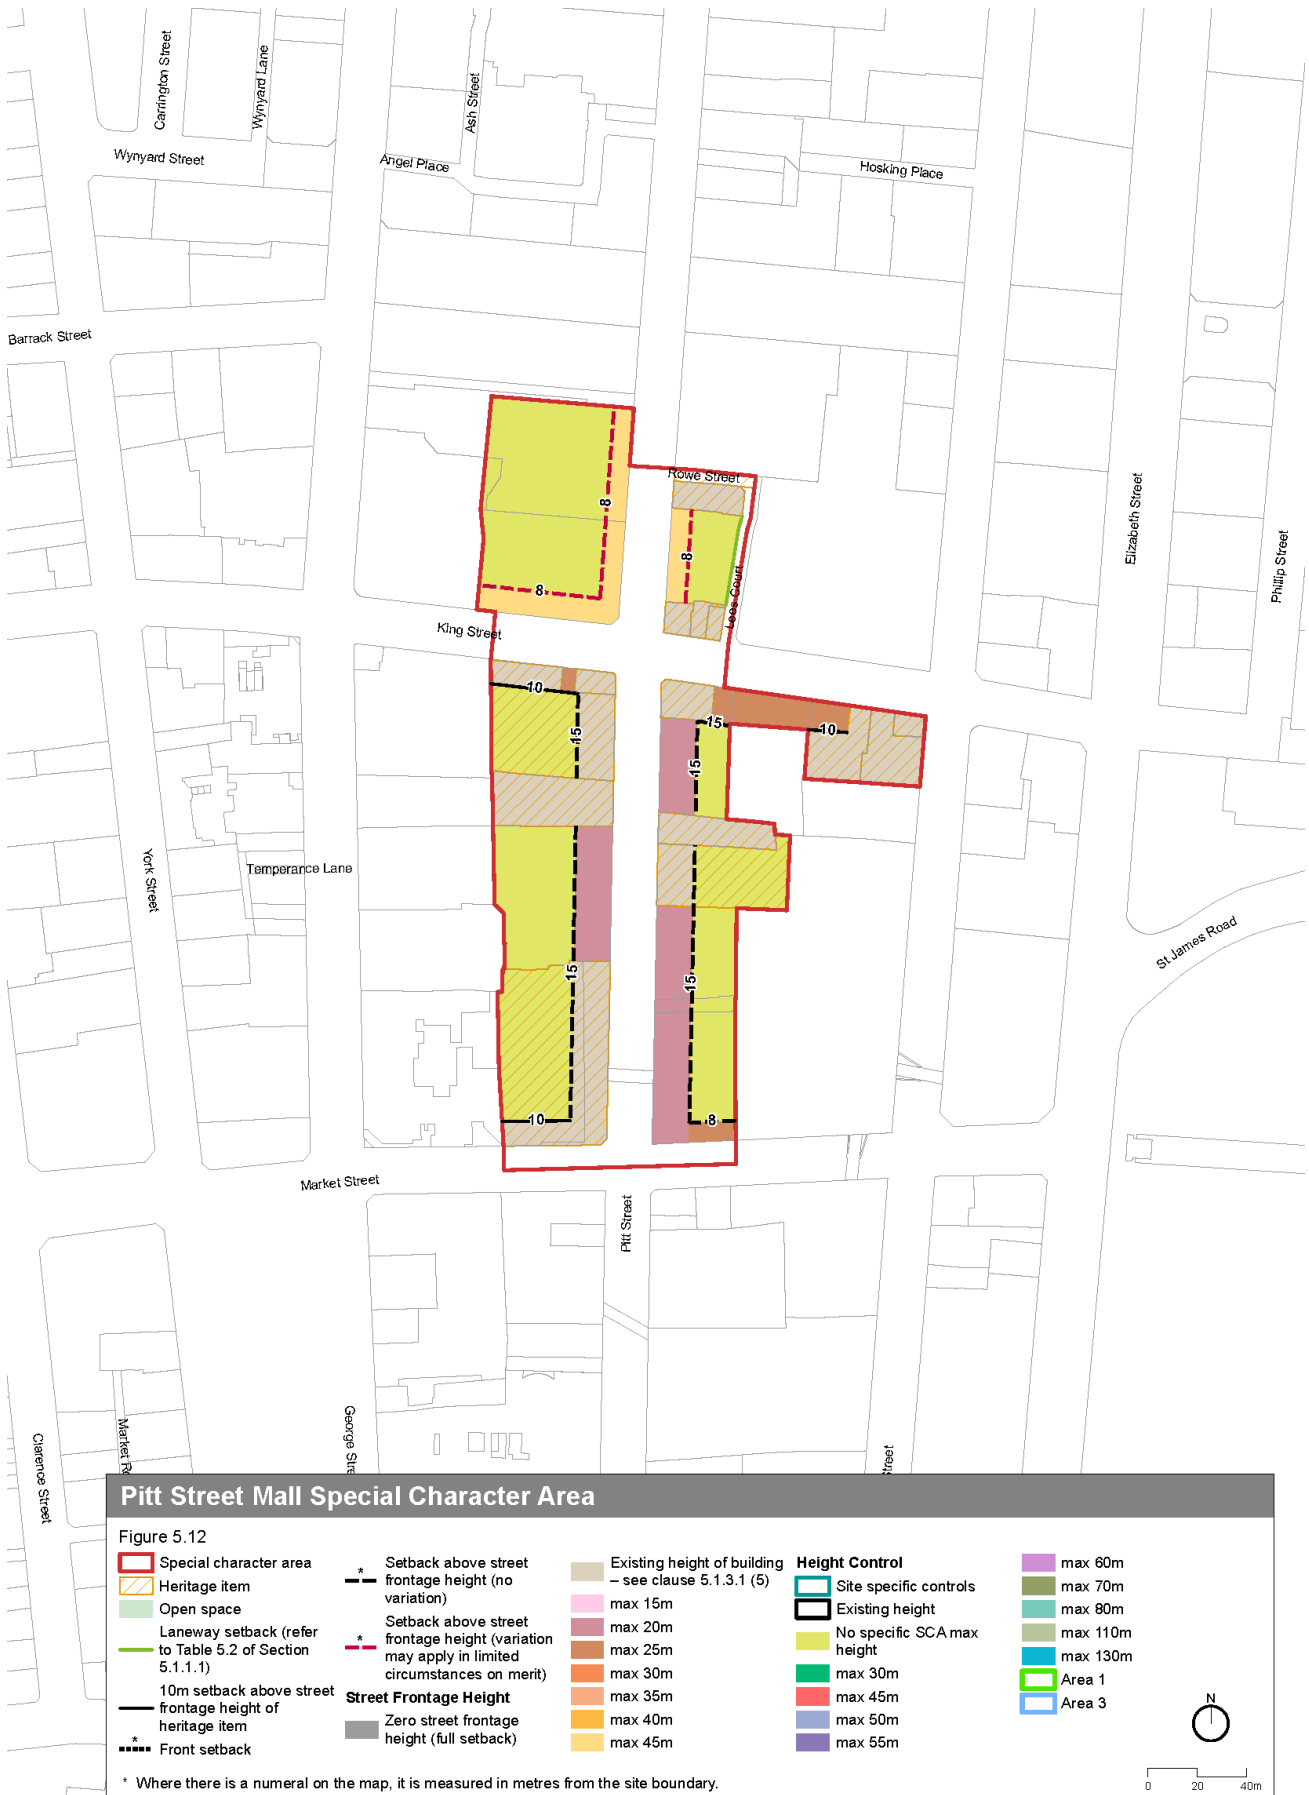 Carrington Street
Wynyard Lane
Ash Street
Wynyard Street
Angel Place
Hosking Place
Barrack Street
Rowe Street
8
8
8
Lees Court
Elizabeth Street
Phillip Street
King Street
10
15
15
10
15
York Street
Temperance Lane
St James Road
15
15
10
8
Market Street
Pitt Street
Clarence Street
George Stre
Street
Pitt Street Mall Special Character Area
Figure 5.12
Special character area
Heritage item
Open space
Laneway setback (refer
to Table 5.2 of Section
5.1.1.1)
10m setback above street
frontage height of
heritage item
* Front setback
* Setback above street
frontage height (no
variation)
* Setback above street
frontage height (variation
may apply in limited
circumstances on merit)
Street Frontage Height
Zero street frontage
height (full setback)
Existing height of building
– see clause 5.1.3.1 (5)
max 15m
max 20m
max 25m
max 30m
max 35m
max 40m
max 45m
Height Control
Site specific controls
Existing height
No specific SCA max
height
max 30m
max 45m
max 50m
max 55m
max 60m
max 70m
max 80m
max 110m
max 130m
Area 1
Area 3
N
0 20 40m
* Where there is a numeral on the map, it is measured in metres from the site boundary.